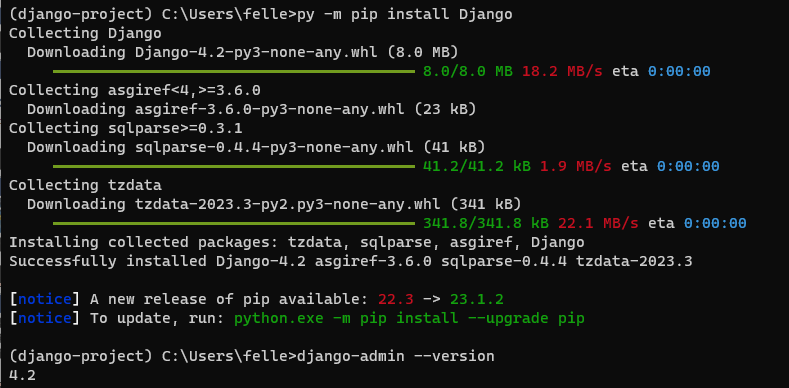 (django-project) C:\Users\felle>py -m pip install Django
Collecting Django
  Downloading Django-4.2-py3-none-any.whl (8.0 MB)
8.0/8.0 MB 18.2 MB/s eta 0:00:00
Collecting asgiref<4,>=3.6.0
  Downloading asgiref-3.6.0-py3-none-any.whl (23 kB)
Collecting sqlparse>=0.3.1
  Downloading sqlparse-0.4.4-py3-none-any.whl (41 kB)
41.2/41.2 kB 1.9 MB/s eta 0:00:00
Collecting tzdata
  Downloading tzdata-2023.3-py2.py3-none-any.whl (341 kB)
341.8/341.8 kB 22.1 MB/s eta 0:00:00
Installing collected packages: tzdata, sqlparse, asgiref, Django
Successfully installed Django-4.2 asgiref-3.6.0 sqlparse-0.4.4 tzdata-2023.3
[notice] A new release of pip available: 22.3 -> 23.1.2
[notice] To update, run: python.exe -m pip install --upgrade pip
(django-project) C:\Users\felle>django-admin --version
4.2